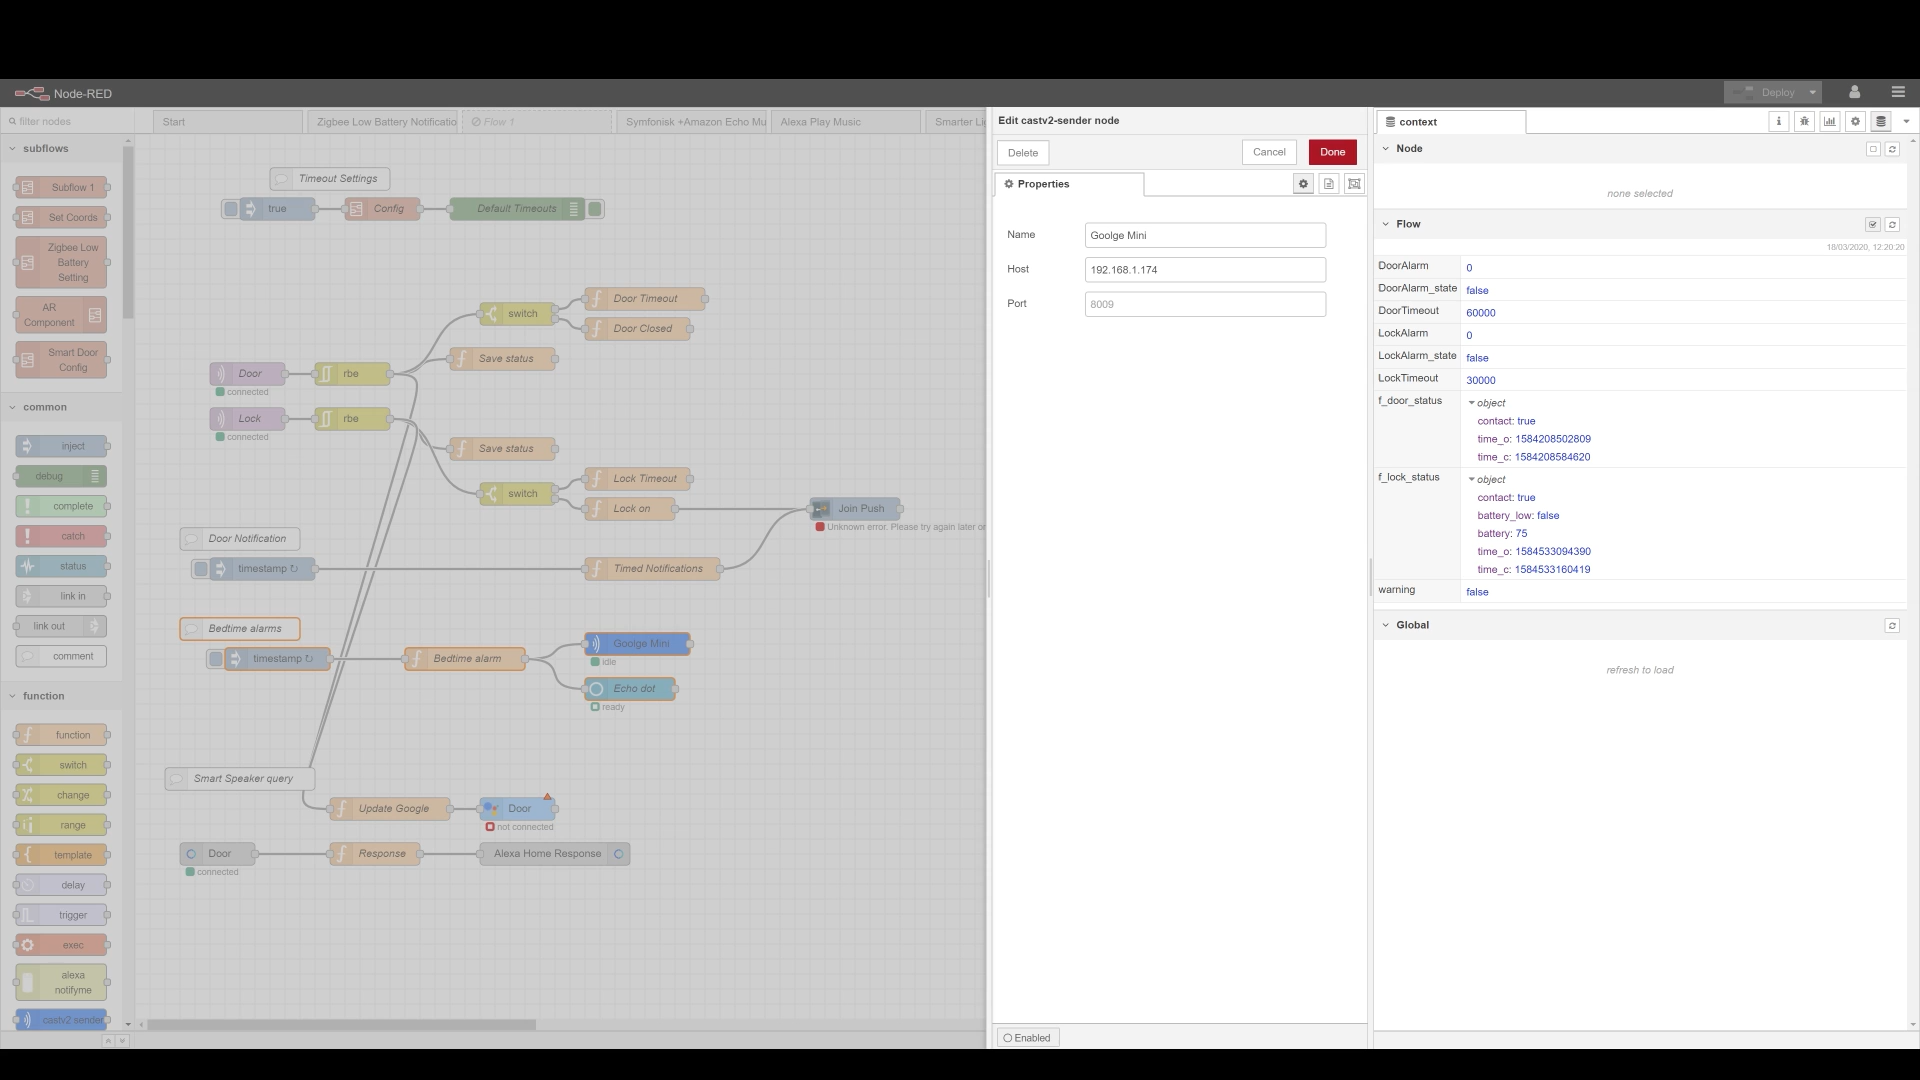 Node-RED
Deploy
filter nodes
Start
Zigbee Low Battery Notificatio
Flow 1
Symfonisk +Amazon Echo Mu
Alexa Play Music
Smarter Li
subflows
Subflow 1
Set Coords
Zigbee Low
Battery
Setting
AR
Component
Smart Door
Config
common
inject
debug
complete
catch
status
link in
link out
comment
function
function
switch
change
range
template
delay
trigger
exec
alexa
notifyme
castv2 sender
Timeout Settings
true
Config
Default Timeouts
switch
Door Timeout
Door Closed
Save status
Door
rbe
connected
Lock
rbe
connected
Save status
switch
Lock Timeout
Lock on
Join Push
Unknown error. Please try again later or
Door Notification
timestamp ↻
Timed Notifications
Bedtime alarms
timestamp ↻
Bedtime alarm
Goolge Mini
idle
Echo dot
ready
Smart Speaker query
Update Google
Door
not connected
Door
connected
Response
Alexa Home Response
Edit castv2-sender node
Delete
Cancel
Done
Properties
Name
Goolge Mini
Host
192.168.1.174
Port
8009
Enabled
context
Node
none selected
Flow
18/03/2020, 12:20:20
DoorAlarm 0
DoorAlarm_state false
DoorTimeout 60000
LockAlarm 0
LockAlarm_state false
LockTimeout 30000
f_door_status object
contact: true
time_o: 1584208502809
time_c: 1584208584620
f_lock_status object
contact: true
battery_low: false
battery: 75
time_o: 1584533094390
time_c: 1584533160419
warning false
Global
refresh to load